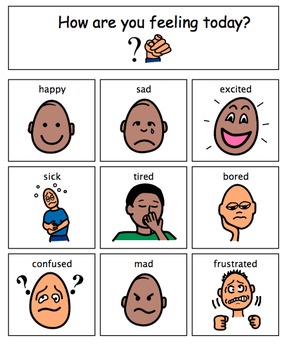 How are you feeling today?
?
happy sad excited
sick tired bored
? ?
confused mad frustrated